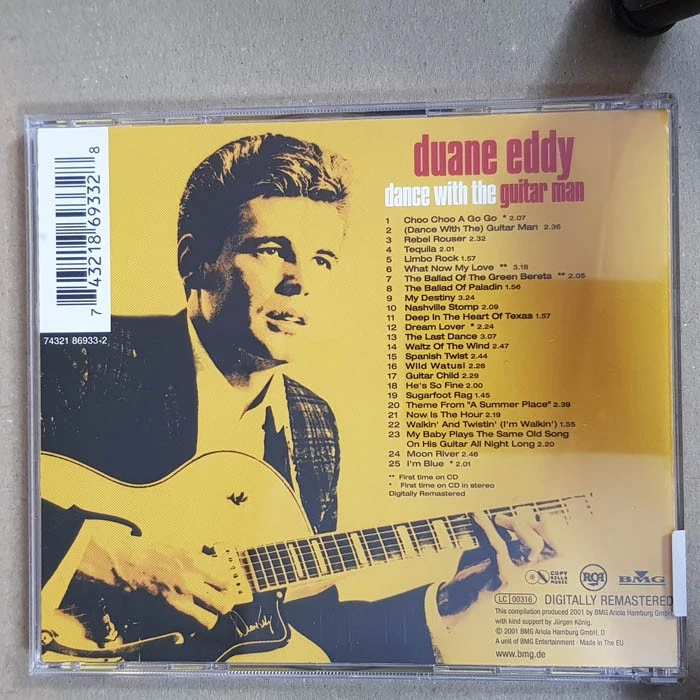 7 43218 69332 8
74321 86933-2
duane eddy
dance with the guitar man
1 Choo Choo A Go Go * 2.07
2 (Dance With The) Guitar Man 2.36
3 Rebel Rouser 2.32
4 Tequila 2.01
5 Limbo Rock 1.57
6 What Now My Love ** 3.18
7 The Ballad Of The Green Berets ** 2.05
8 The Ballad Of Paladin 1.56
9 My Destiny 3.24
10 Nashville Stomp 2.09
11 Deep In The Heart Of Texas 1.57
12 Dream Lover * 2.24
13 The Last Dance 3.07
14 Waltz Of The Wind 2.47
15 Spanish Twist 2.44
16 Wild Watusi 2.26
17 Guitar Child 2.29
18 He's So Fine 2.00
19 Sugarfoot Rag 1.45
20 Theme From "A Summer Place" 2.39
21 Now Is The Hour 2.19
22 Walkin' And Twistin' (I'm Walkin') 1.55
23 My Baby Plays The Same Old Song
On His Guitar All Night Long 2.20
24 Moon River 2.46
25 I'm Blue * 2.01
** First time on CD
* First time on CD in stereo
Digitally Remastered
COPY KILLS MUSIC
RCA
BMG
LC 00316 DIGITALLY REMASTERED
This compilation produced 2001 by BMG Ariola Hamburg GmbH,
with kind support by Jürgen König.
© 2001 BMG Ariola Hamburg GmbH, D
A unit of BMG Entertainment - Made In The EU
www.bmg.de